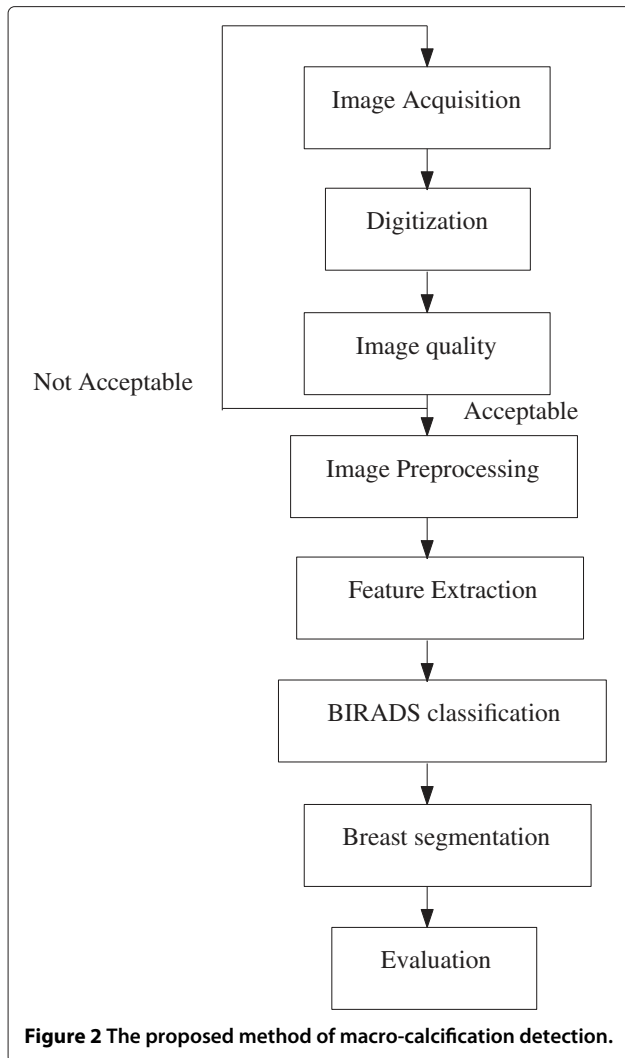 Image Acquisition
Digitization
Image quality
Not Acceptable
Acceptable
Image Preprocessing
Feature Extraction
BIRADS classification
Breast segmentation
Evaluation
Figure 2 The proposed method of macro-calcification detection.